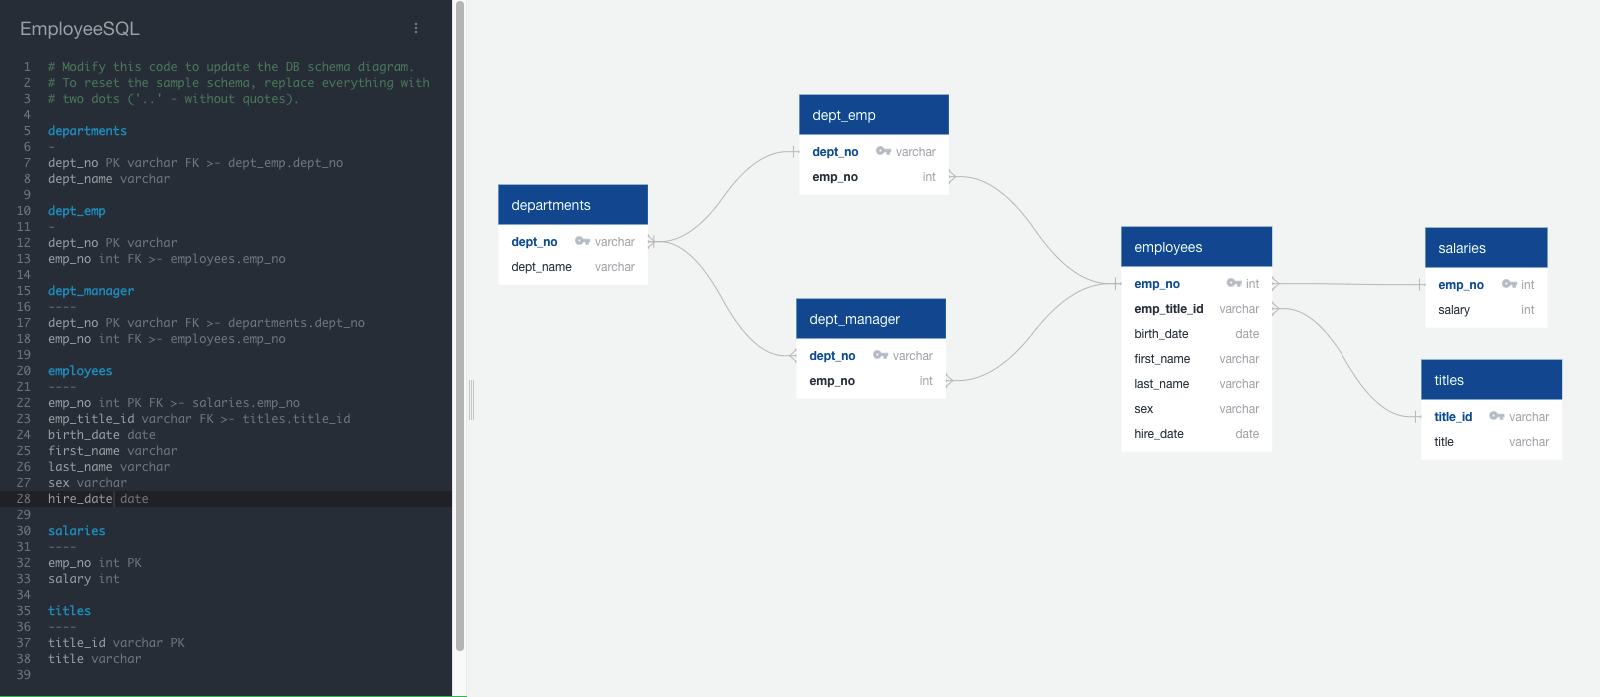 EmployeeSQL
1 # Modify this code to update the DB schema diagram.
2 # To reset the sample schema, replace everything with
3 # two dots ('..' - without quotes).
4
5 departments
6 -
7 dept_no PK varchar FK >- dept_emp.dept_no
8 dept_name varchar
9
10 dept_emp
11 -
12 dept_no PK varchar
13 emp_no int FK >- employees.emp_no
14
15 dept_manager
16 ----
17 dept_no PK varchar FK >- departments.dept_no
18 emp_no int FK >- employees.emp_no
19
20 employees
21 ----
22 emp_no int PK FK >- salaries.emp_no
23 emp_title_id varchar FK >- titles.title_id
24 birth_date date
25 first_name varchar
26 last_name varchar
27 sex varchar
28 hire_date date
29
30 salaries
31 ----
32 emp_no int PK
33 salary int
34
35 titles
36 ----
37 title_id varchar PK
38 title varchar
39
departments
dept_no varchar
dept_name varchar
dept_emp
dept_no varchar
emp_no int
dept_manager
dept_no varchar
emp_no int
employees
emp_no int
emp_title_id varchar
birth_date date
first_name varchar
last_name varchar
sex varchar
hire_date date
salaries
emp_no int
salary int
titles
title_id varchar
title varchar